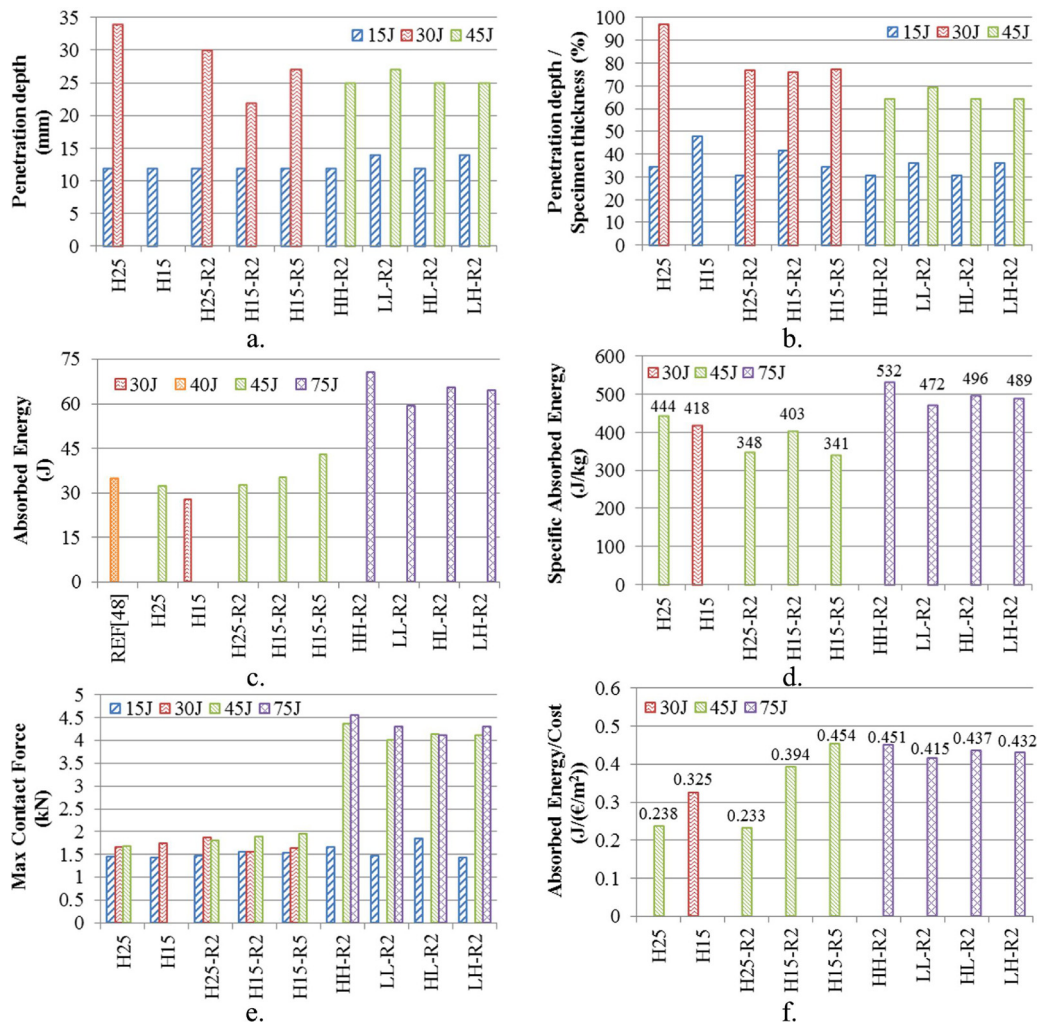 35
30
25
20
15
10
5
0
Penetration depth
(mm)
15J 30J 45J
H25
H15
H25-R2
H15-R2
H15-R5
HH-R2
LL-R2
HL-R2
LH-R2
a.
100
90
80
70
60
50
40
30
20
10
0
Penetration depth /
Specimen thickness (%)
15J 30J 45J
H25
H15
H25-R2
H15-R2
H15-R5
HH-R2
LL-R2
HL-R2
LH-R2
b.
75
60
45
30
15
0
Absorbed Energy
(J)
30J 40J 45J 75J
REF[48]
H25
H15
H25-R2
H15-R2
H15-R5
HH-R2
LL-R2
HL-R2
LH-R2
c.
600
500
400
300
200
100
0
Specific Absorbed Energy
(J/kg)
30J 45J 75J
444
418
348
403
341
532
472
496
489
H25
H15
H25-R2
H15-R2
H15-R5
HH-R2
LL-R2
HL-R2
LH-R2
d.
5
4.5
4
3.5
3
2.5
2
1.5
1
0.5
0
Max Contact Force
(kN)
15J 30J 45J 75J
H25
H15
H25-R2
H15-R2
H15-R5
HH-R2
LL-R2
HL-R2
LH-R2
e.
0.6
0.5
0.4
0.3
0.2
0.1
0
Absorbed Energy/Cost
(J/(€/m²))
30J 45J 75J
0.238
0.325
0.233
0.394
0.454
0.451
0.415
0.437
0.432
H25
H15
H25-R2
H15-R2
H15-R5
HH-R2
LL-R2
HL-R2
LH-R2
f.